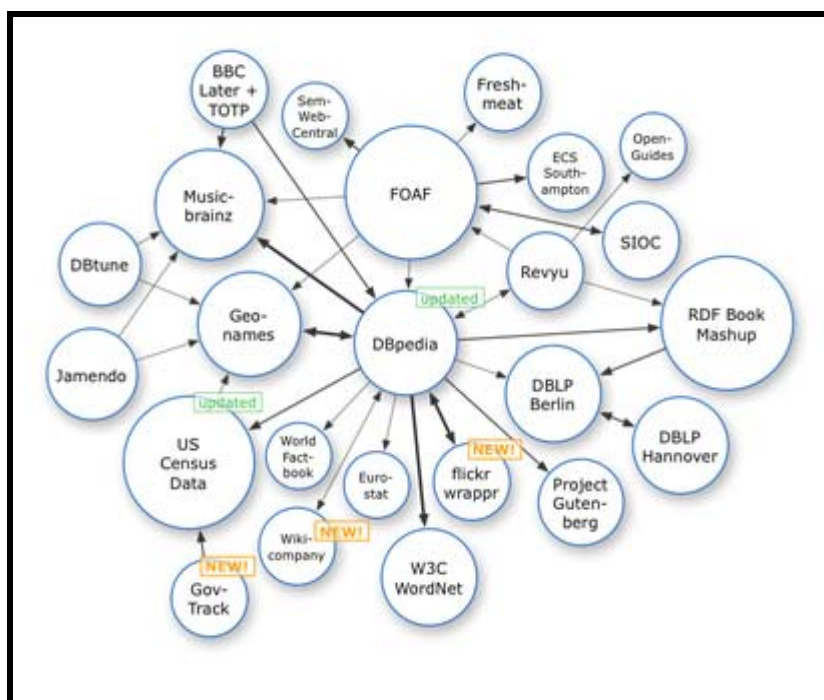 BBC
Later +
TOTP
Sem-
Web-
Central
Fresh-
meat
FOAF
ECS
South-
ampton
Open-
Guides
Music-
brainz
SIOC
DBtune
Revyu
Geo-
names
updated
DBpedia
RDF Book
Mashup
Jamendo
updated
DBLP
Berlin
US
Census
Data
World
Fact-
book
Euro-
stat
NEW!
flickr
wrappr
Project
Guten-
berg
DBLP
Hannover
NEW!
Wiki-
company
W3C
WordNet
NEW!
Gov-
Track